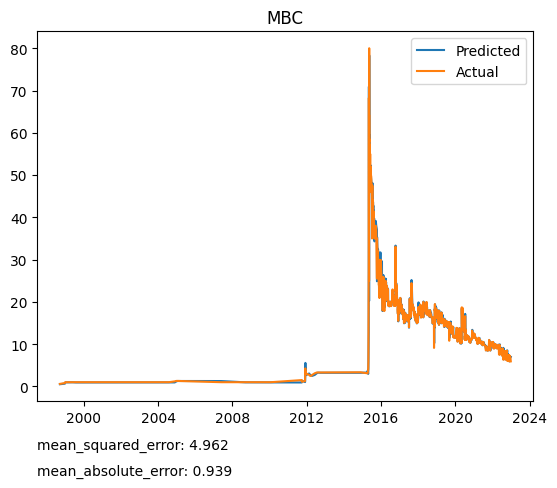 MBC
Predicted
Actual
80
70
60
50
40
30
20
10
0
2000 2004 2008 2012 2016 2020 2024
mean_squared_error: 4.962
mean_absolute_error: 0.939